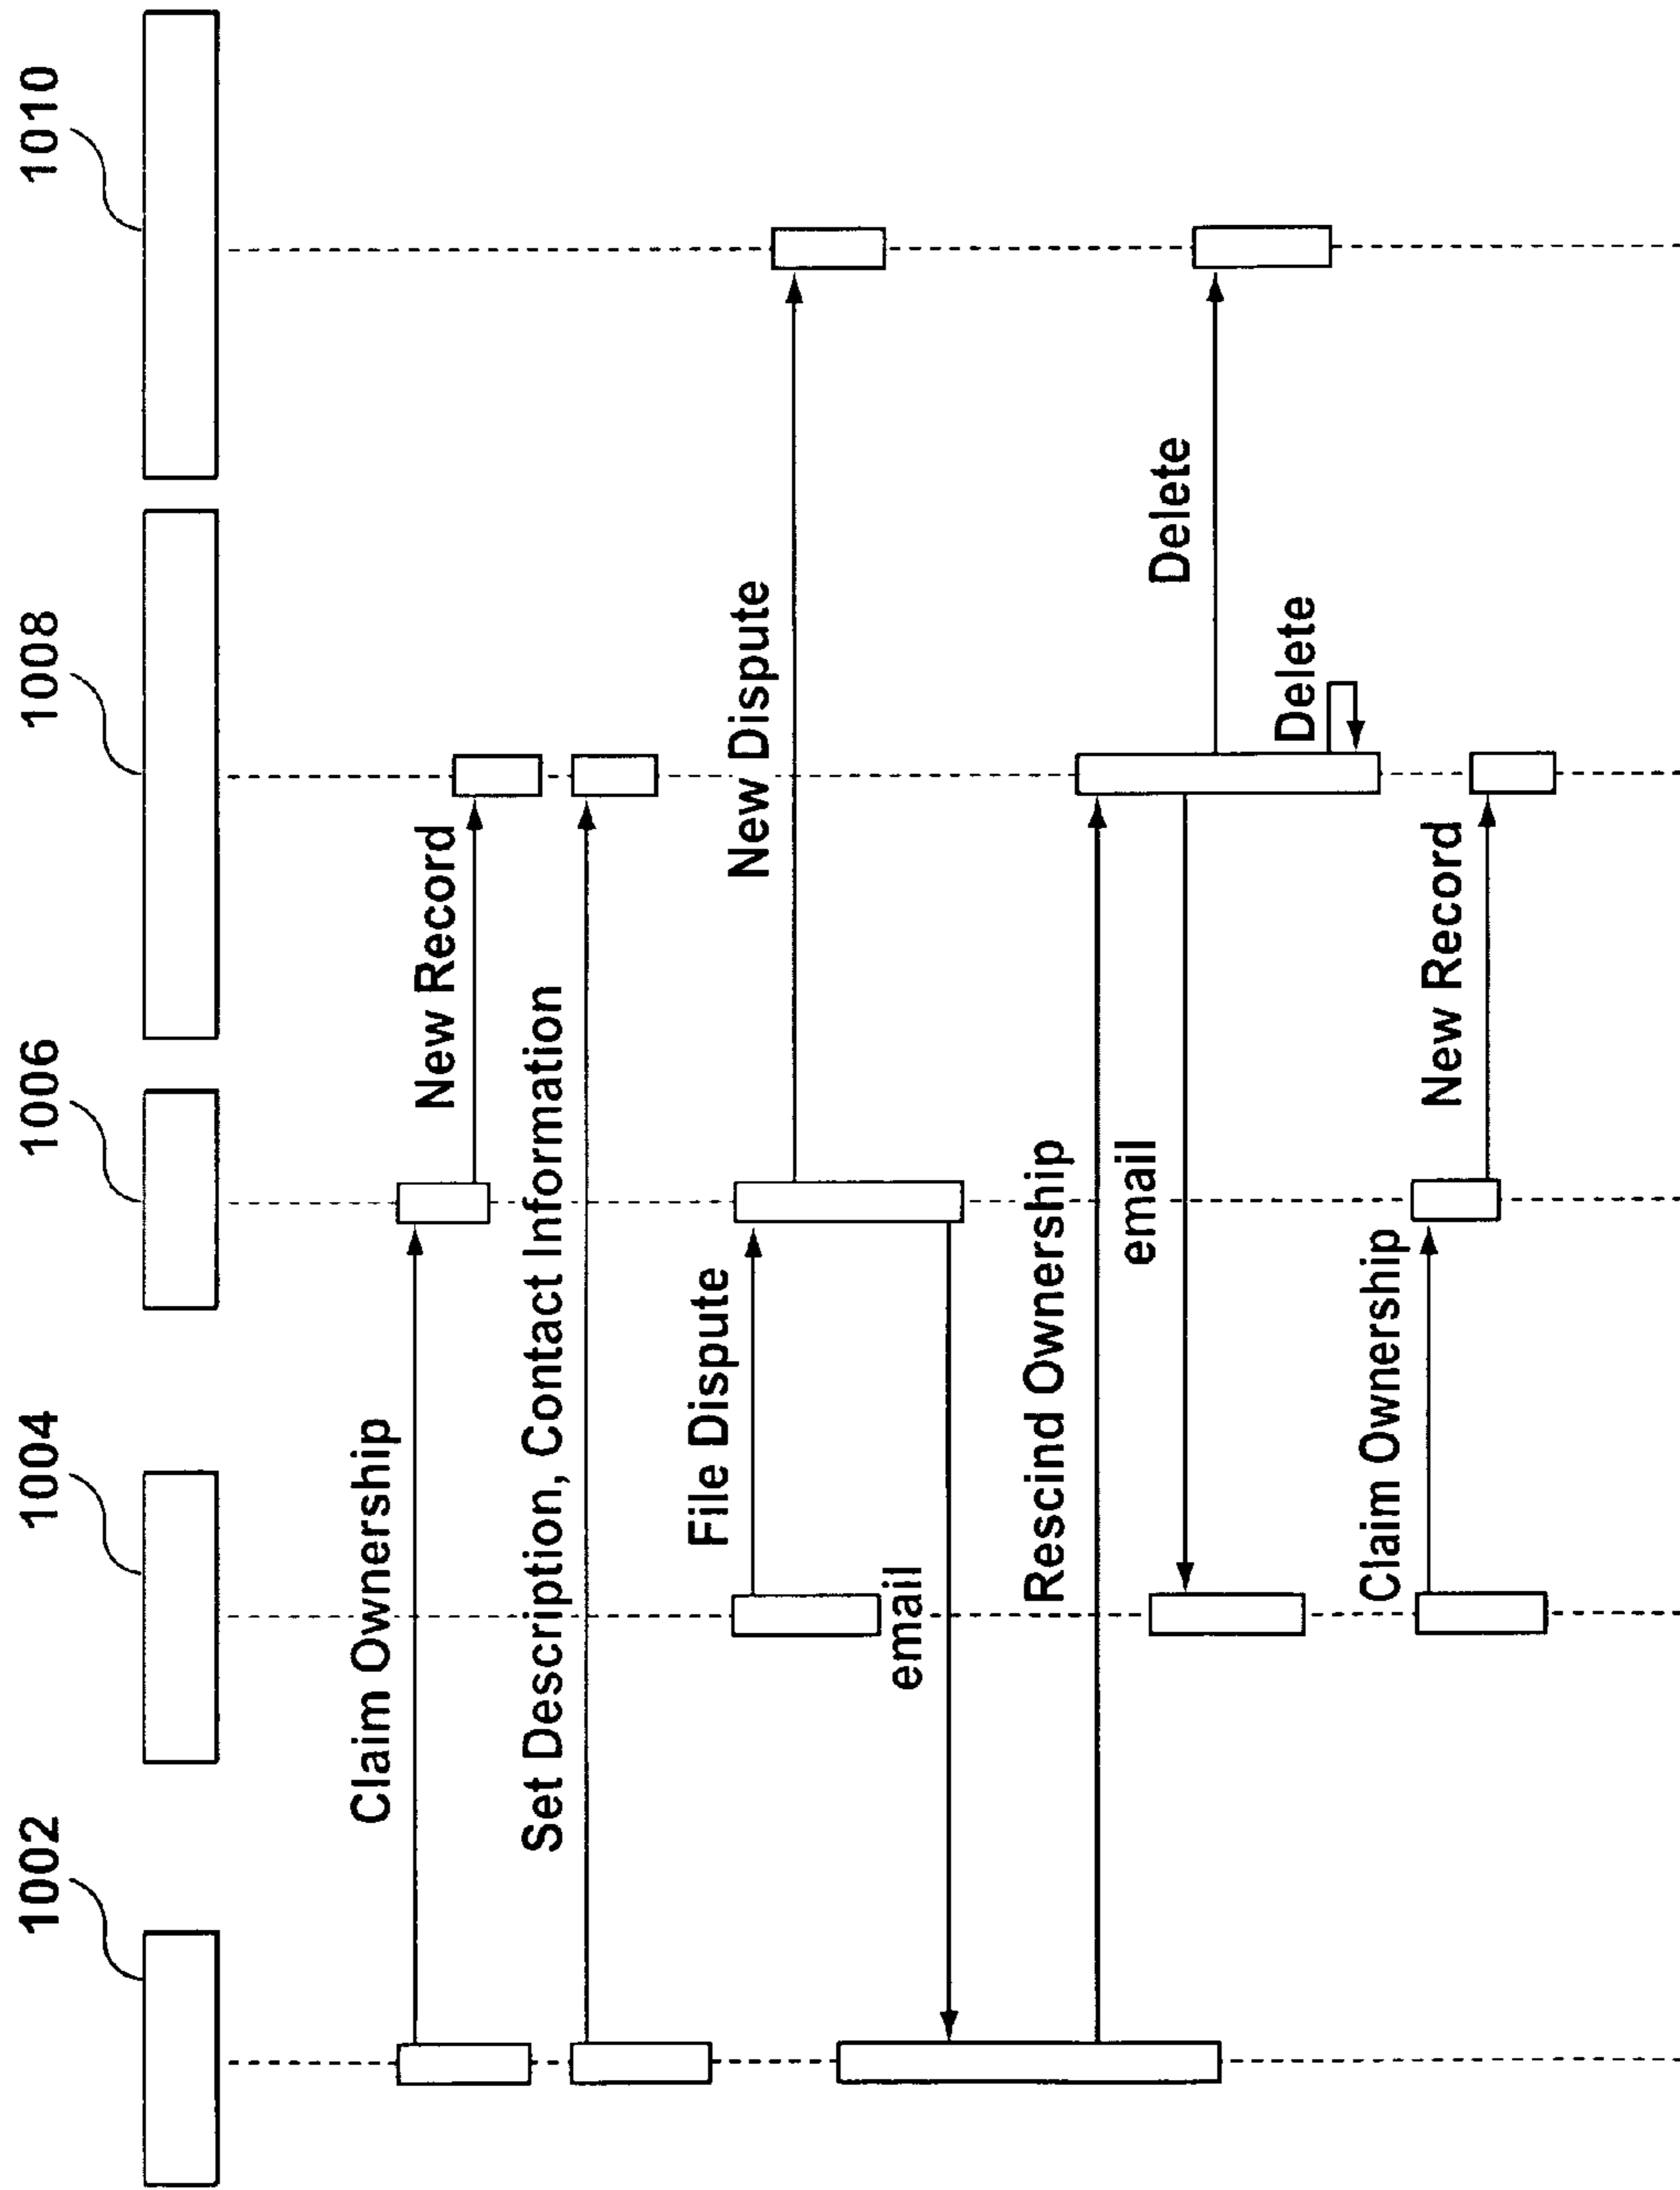 1002
1004
1006
1008
1010
Claim Ownership
New Record
Set Description, Contact Information
File Dispute
New Dispute
email
Rescind Ownership
email
Delete
Delete
Claim Ownership
New Record